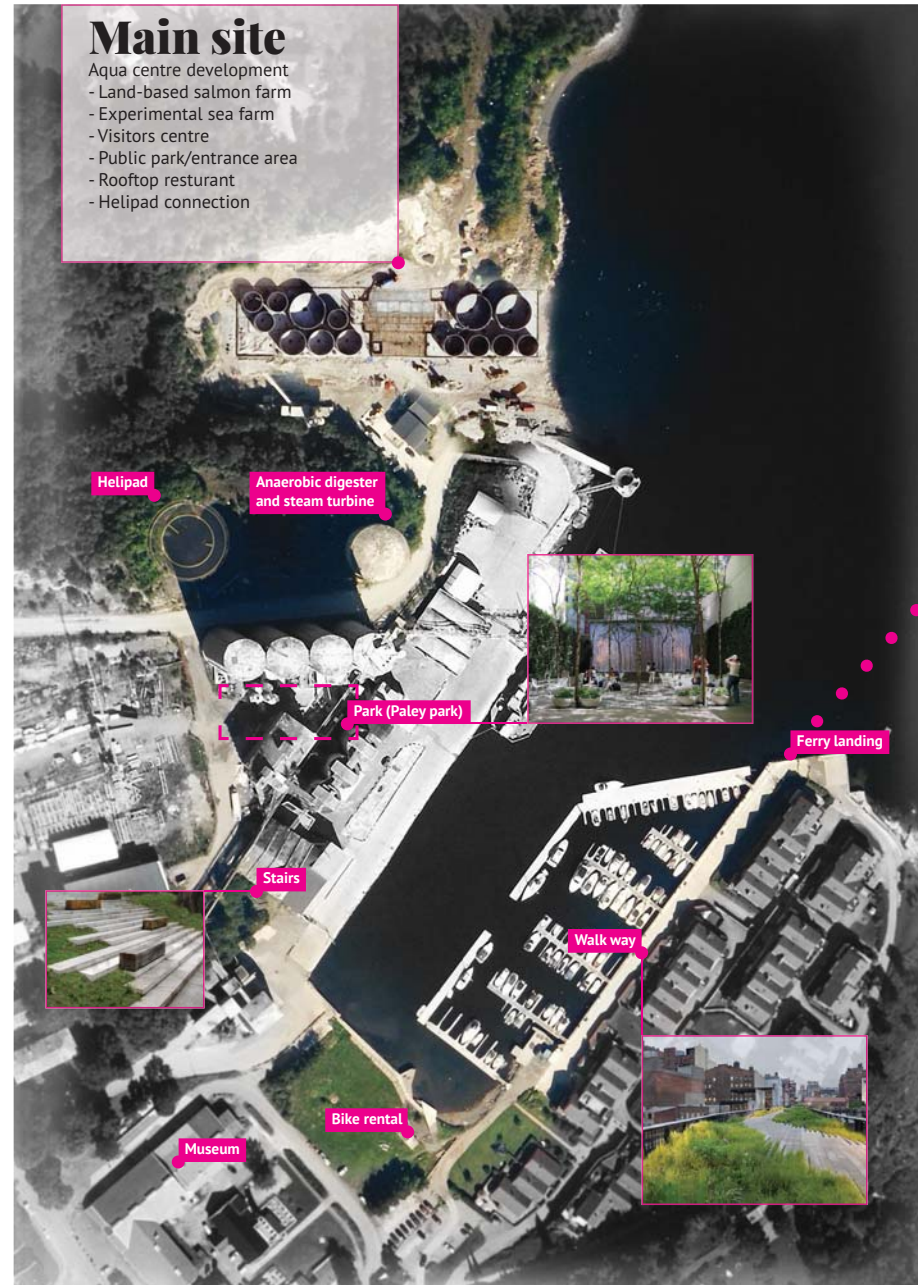 Main site
Aqua centre development
- Land-based salmon farm
- Experimental sea farm
- Visitors centre
- Public park/entrance area
- Rooftop resturant
- Helipad connection
Helipad
Anaerobic digester
and steam turbine
Park (Paley park)
Ferry landing
Stairs
Walk way
Bike rental
Museum